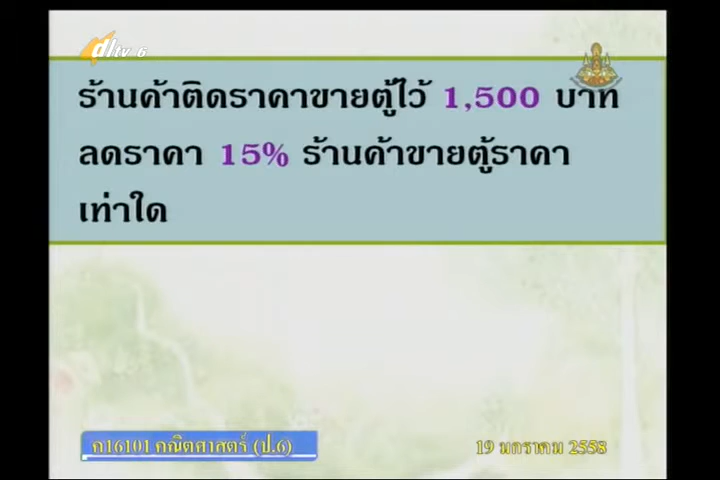 dltv 6
ร้านค้าติดราคาขายตู้ไว้ 1,500 บาท
ลดราคา 15% ร้านค้าขายตู้ราคา
เท่าใด
ค16101 คณิตศาสตร์ (ป.6)
19 มกราคม 2558